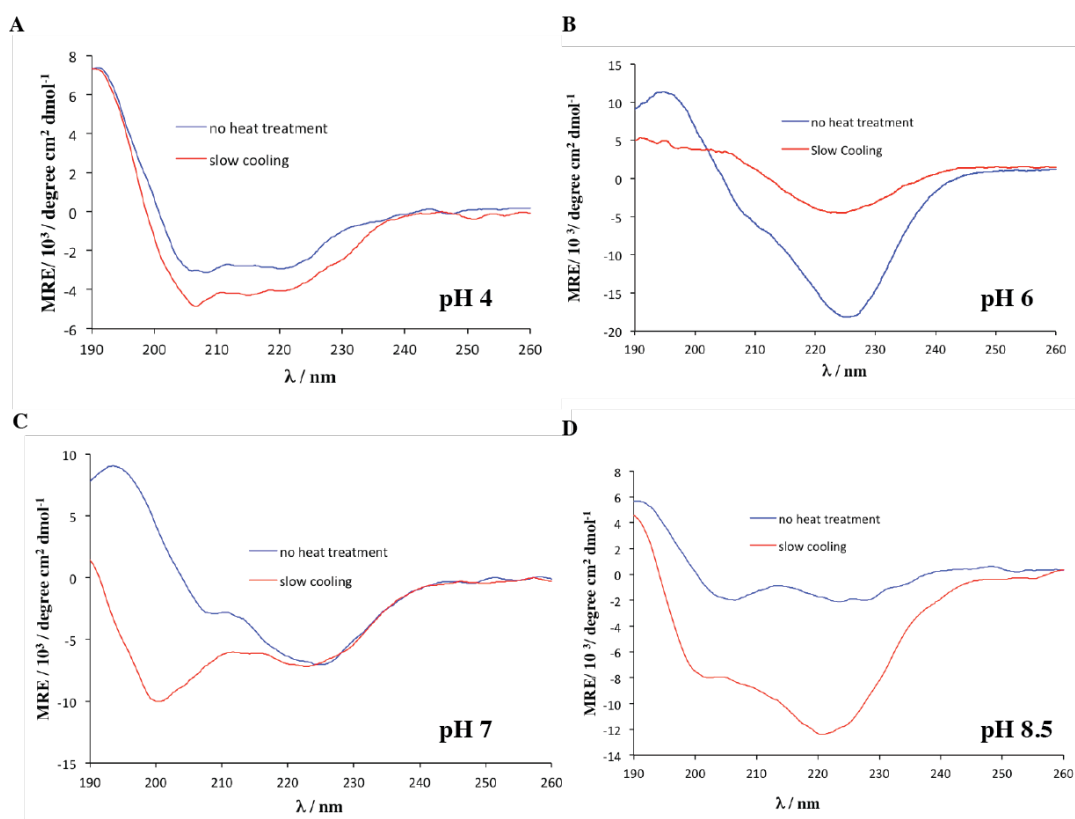 A
MRE/ 10³ / degree cm² dmol⁻¹
8
6
4
2
0
-2
-4
-6
no heat treatment
slow cooling
pH 4
190 200 210 220 230 240 250 260
λ / nm
B
MRE/ 10 ³/ degree cm² dmol⁻¹
15
10
5
0
-5
-10
-15
-20
no heat treatment
Slow Cooling
pH 6
190 200 210 220 230 240 250 260
λ / nm
C
MRE/ 10³ / degree cm² dmol⁻¹
10
5
0
-5
-10
-15
no heat treatment
slow cooling
pH 7
190 200 210 220 230 240 250 260
λ / nm
D
MRE/ 10 ³/ degree cm² dmol⁻¹
8
6
4
2
0
-2
-4
-6
-8
-10
-12
-14
no heat treatment
slow cooling
pH 8.5
190 200 210 220 230 240 250 260
λ / nm